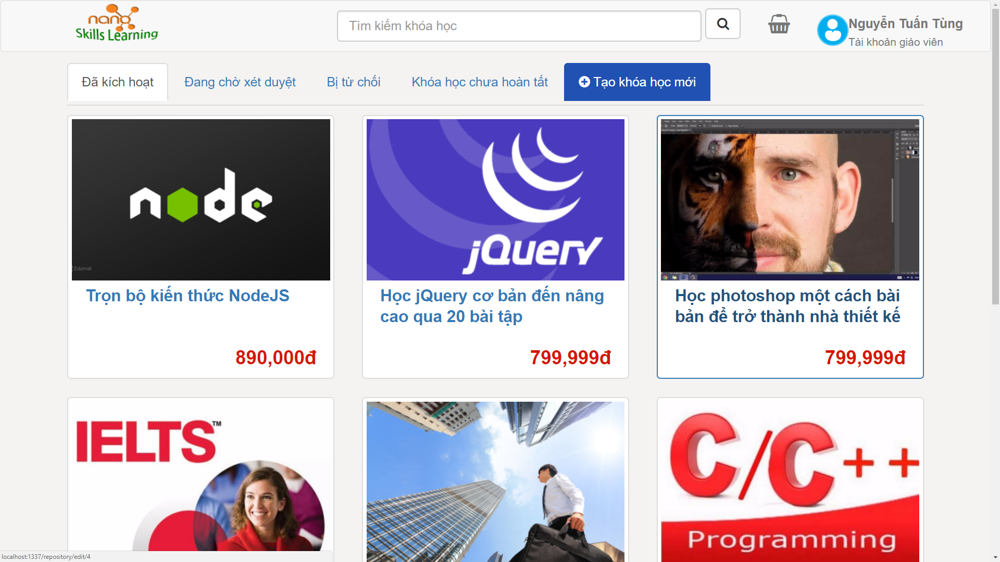 nano
Skills Learning
Tìm kiếm khóa học
Nguyễn Tuấn Tùng
Tài khoản giáo viên
Đã kích hoạt
Đang chờ xét duyệt
Bị từ chối
Khóa học chưa hoàn tất
Tạo khóa học mới
node
Edumall
jQuery
Trọn bộ kiến thức NodeJS
Học jQuery cơ bản đến nâng
cao qua 20 bài tập
Học photoshop một cách bài
bản để trở thành nhà thiết kế
890,000đ
799,999đ
799,999đ
IELTS™
C/C++
Programming
localhost:1337/repository/edit/4